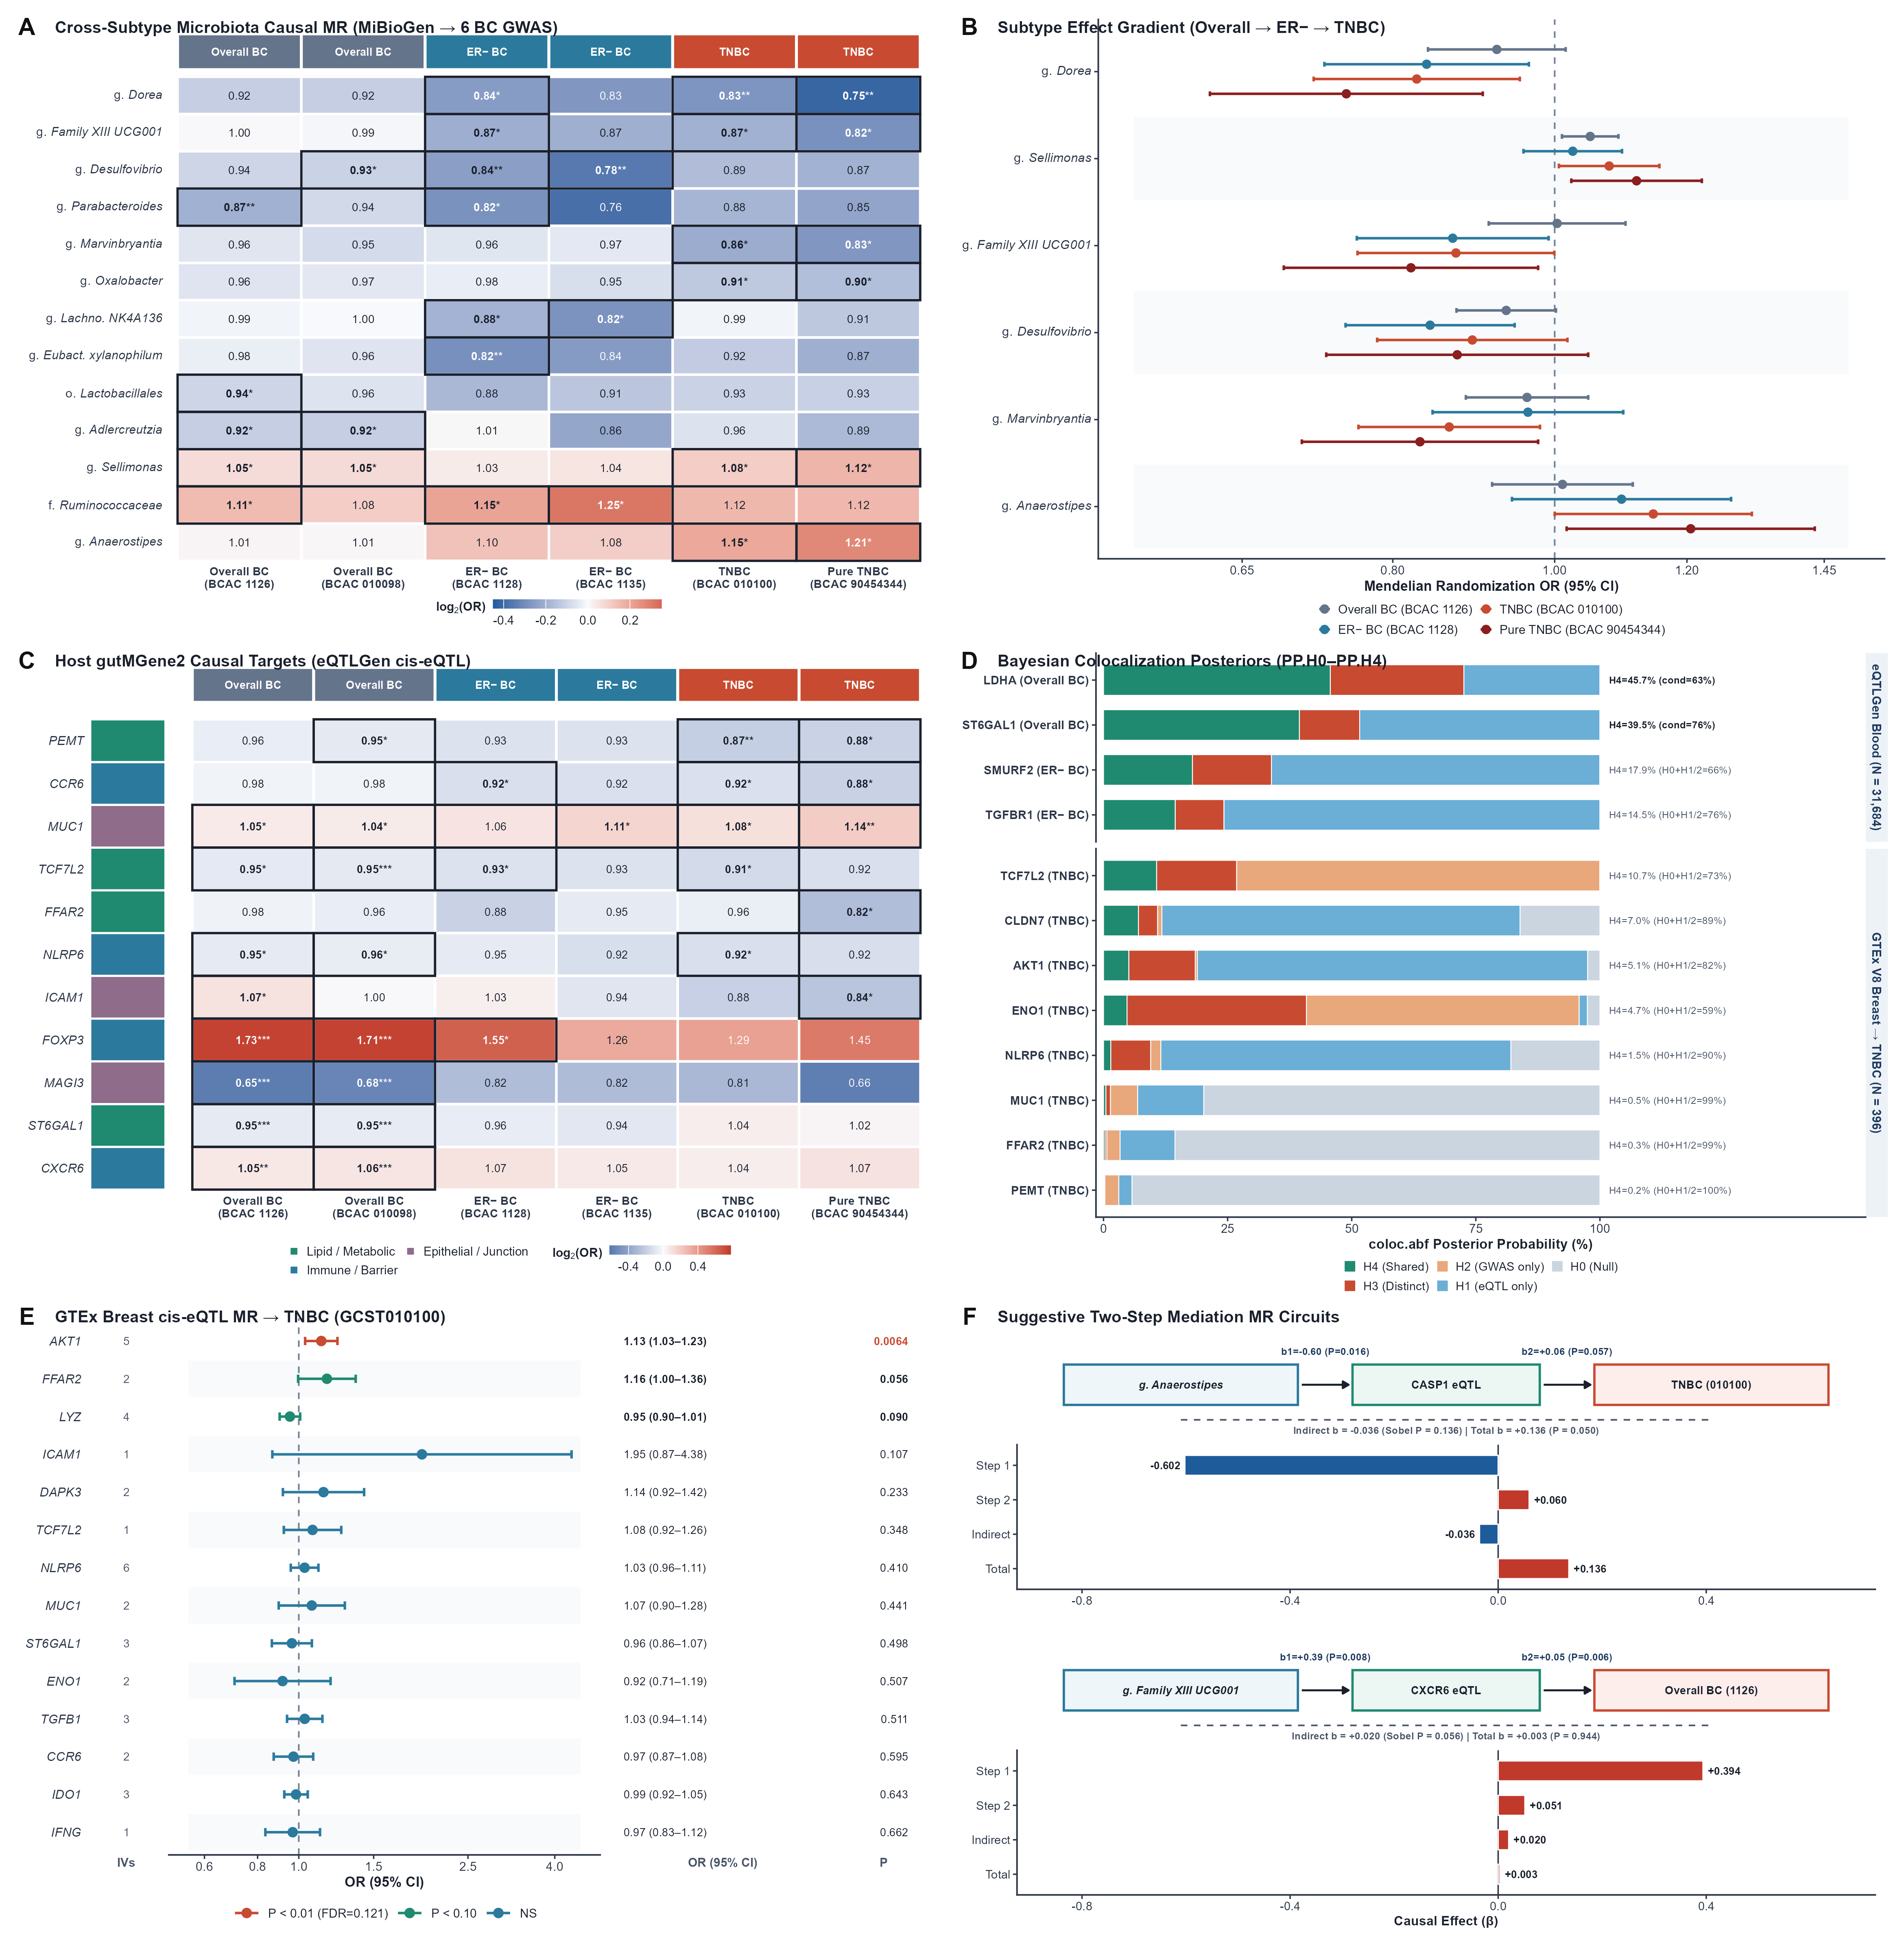 A Cross-Subtype Microbiota Causal MR (MiBioGen → 6 BC GWAS)
Overall BC Overall BC ER− BC ER− BC TNBC TNBC
g. Dorea 0.92 0.92 0.84* 0.83 0.83** 0.75**
g. Family XIII UCG001 1.00 0.99 0.87* 0.87 0.87* 0.82*
g. Desulfovibrio 0.94 0.93* 0.84** 0.78** 0.89 0.87
g. Parabacteroides 0.87** 0.94 0.82* 0.76 0.88 0.85
g. Marvinbryantia 0.96 0.95 0.96 0.97 0.86* 0.83*
g. Oxalobacter 0.96 0.97 0.98 0.95 0.91* 0.90*
g. Lachno. NK4A136 0.99 1.00 0.88* 0.82* 0.99 0.91
g. Eubact. xylanophilum 0.98 0.96 0.82** 0.84 0.92 0.87
o. Lactobacillales 0.94* 0.96 0.88 0.91 0.93 0.93
g. Adlercreutzia 0.92* 0.92* 1.01 0.86 0.96 0.89
g. Sellimonas 1.05* 1.05* 1.03 1.04 1.08* 1.12*
f. Ruminococcaceae 1.11* 1.08 1.15* 1.25* 1.12 1.12
g. Anaerostipes 1.01 1.01 1.10 1.08 1.15* 1.21*
Overall BC Overall BC ER− BC ER− BC TNBC Pure TNBC
(BCAC 1126) (BCAC 010098) (BCAC 1128) (BCAC 1135) (BCAC 010100) (BCAC 90454344)
log2(OR)
-0.4 -0.2 0.0 0.2
B Subtype Effect Gradient (Overall → ER− → TNBC)
g. Dorea
g. Sellimonas
g. Family XIII UCG001
g. Desulfovibrio
g. Marvinbryantia
g. Anaerostipes
0.65 0.80 1.00 1.20 1.45
Mendelian Randomization OR (95% CI)
Overall BC (BCAC 1126) TNBC (BCAC 010100)
ER− BC (BCAC 1128) Pure TNBC (BCAC 90454344)
C Host gutMGene2 Causal Targets (eQTLGen cis-eQTL)
Overall BC Overall BC ER− BC ER− BC TNBC TNBC
PEMT 0.96 0.95* 0.93 0.93 0.87** 0.88*
CCR6 0.98 0.98 0.92* 0.92 0.92* 0.88*
MUC1 1.05* 1.04* 1.06 1.11* 1.08* 1.14**
TCF7L2 0.95* 0.95*** 0.93* 0.93 0.91* 0.92
FFAR2 0.98 0.96 0.88 0.95 0.96 0.82*
NLRP6 0.95* 0.96* 0.95 0.92 0.92* 0.92
ICAM1 1.07* 1.00 1.03 0.94 0.88 0.84*
FOXP3 1.73*** 1.71*** 1.55* 1.26 1.29 1.45
MAGI3 0.65*** 0.68*** 0.82 0.82 0.81 0.66
ST6GAL1 0.95*** 0.95*** 0.96 0.94 1.04 1.02
CXCR6 1.05** 1.06*** 1.07 1.05 1.04 1.07
Overall BC Overall BC ER− BC ER− BC TNBC Pure TNBC
(BCAC 1126) (BCAC 010098) (BCAC 1128) (BCAC 1135) (BCAC 010100) (BCAC 90454344)
Lipid / Metabolic Epithelial / Junction
Immune / Barrier
log2(OR)
-0.4 0.0 0.4
D Bayesian Colocalization Posteriors (PP.H0–PP.H4)
LDHA (Overall BC) H4=45.7% (cond=63%)
ST6GAL1 (Overall BC) H4=39.5% (cond=76%)
SMURF2 (ER− BC) H4=17.9% (H0+H1/2=66%)
TGFBR1 (ER− BC) H4=14.5% (H0+H1/2=76%)
eQTLGen Blood (N = 31,684)
TCF7L2 (TNBC) H4=10.7% (H0+H1/2=73%)
CLDN7 (TNBC) H4=7.0% (H0+H1/2=89%)
AKT1 (TNBC) H4=5.1% (H0+H1/2=82%)
ENO1 (TNBC) H4=4.7% (H0+H1/2=59%)
NLRP6 (TNBC) H4=1.5% (H0+H1/2=90%)
MUC1 (TNBC) H4=0.5% (H0+H1/2=99%)
FFAR2 (TNBC) H4=0.3% (H0+H1/2=99%)
PEMT (TNBC) H4=0.2% (H0+H1/2=100%)
GTEx V8 Breast → TNBC (N = 396)
0 25 50 75 100
coloc.abf Posterior Probability (%)
H4 (Shared) H2 (GWAS only) H0 (Null)
H3 (Distinct) H1 (eQTL only)
E GTEx Breast cis-eQTL MR → TNBC (GCST010100)
AKT1 5 1.13 (1.03–1.23) 0.0064
FFAR2 2 1.16 (1.00–1.36) 0.056
LYZ 4 0.95 (0.90–1.01) 0.090
ICAM1 1 1.95 (0.87–4.38) 0.107
DAPK3 2 1.14 (0.92–1.42) 0.233
TCF7L2 1 1.08 (0.92–1.26) 0.348
NLRP6 6 1.03 (0.96–1.11) 0.410
MUC1 2 1.07 (0.90–1.28) 0.441
ST6GAL1 3 0.96 (0.86–1.07) 0.498
ENO1 2 0.92 (0.71–1.19) 0.507
TGFB1 3 1.03 (0.94–1.14) 0.511
CCR6 2 0.97 (0.87–1.08) 0.595
IDO1 3 0.99 (0.92–1.05) 0.643
IFNG 1 0.97 (0.83–1.12) 0.662
IVs OR (95% CI) P
0.6 0.8 1.0 1.5 2.5 4.0
OR (95% CI)
P < 0.01 (FDR=0.121) P < 0.10 NS
F Suggestive Two-Step Mediation MR Circuits
b1=-0.60 (P=0.016) b2=+0.06 (P=0.057)
g. Anaerostipes CASP1 eQTL TNBC (010100)
Indirect b = -0.036 (Sobel P = 0.136) | Total b = +0.136 (P = 0.050)
Step 1 -0.602
Step 2 +0.060
Indirect -0.036
Total +0.136
-0.8 -0.4 0.0 0.4
b1=+0.39 (P=0.008) b2=+0.05 (P=0.006)
g. Family XIII UCG001 CXCR6 eQTL Overall BC (1126)
Indirect b = +0.020 (Sobel P = 0.056) | Total b = +0.003 (P = 0.944)
Step 1 +0.394
Step 2 +0.051
Indirect +0.020
Total +0.003
-0.8 -0.4 0.0 0.4
Causal Effect (β)